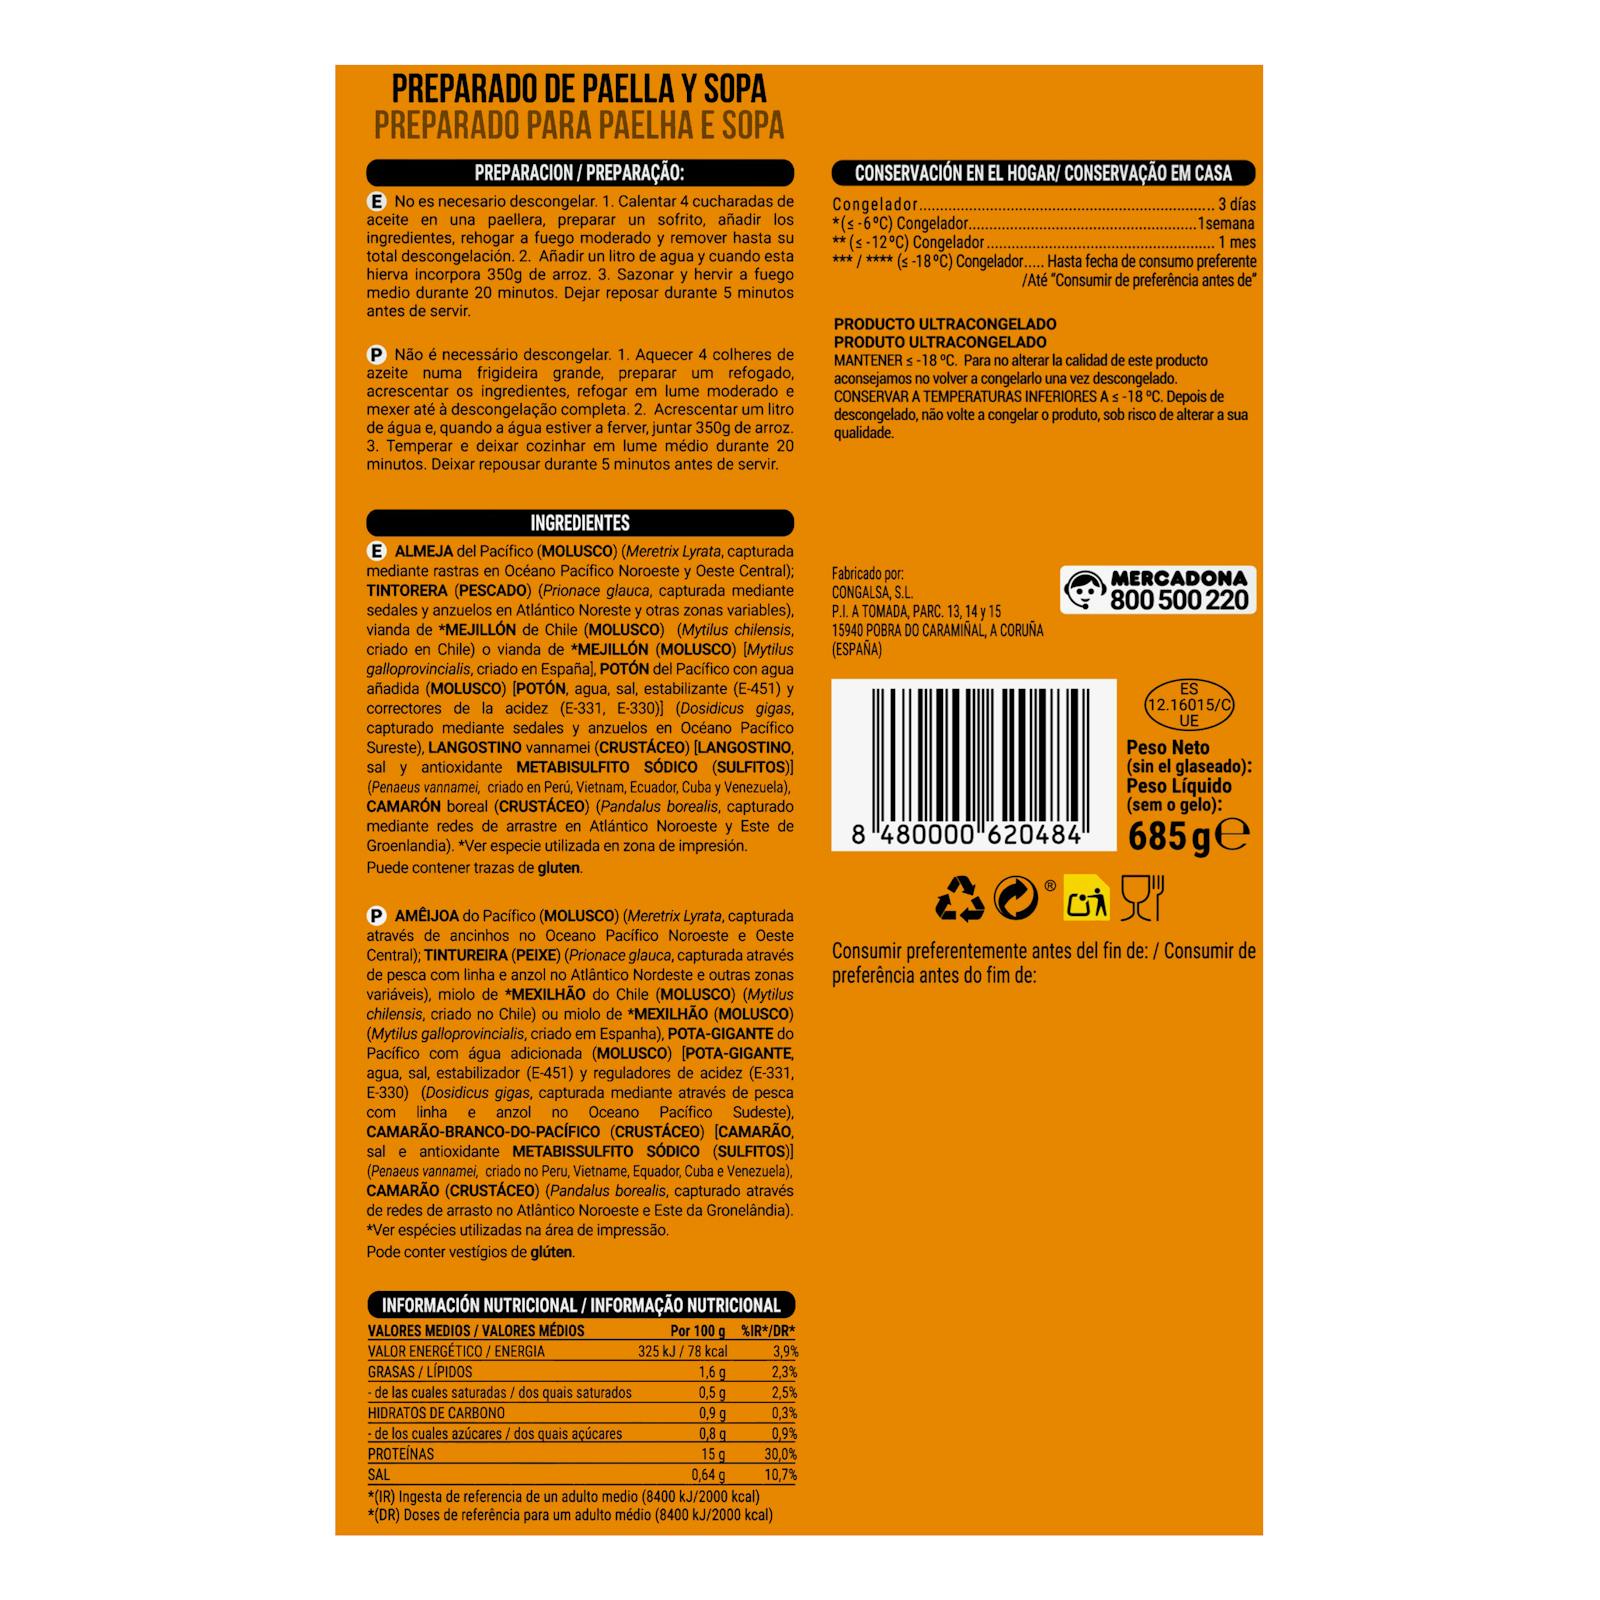 PREPARADO DE PAELLA Y SOPA
PREPARADO PARA PAELHA E SOPA
PREPARACION / PREPARAÇÃO:
E No es necesario descongelar. 1. Calentar 4 cucharadas de
aceite en una paellera, preparar un sofrito, añadir los
ingredientes, rehogar a fuego moderado y remover hasta su
total descongelación. 2. Añadir un litro de agua y cuando esta
hierva incorpora 350g de arroz. 3. Sazonar y hervir a fuego
medio durante 20 minutos. Dejar reposar durante 5 minutos
antes de servir.
P Não é necessário descongelar. 1. Aquecer 4 colheres de
azeite numa frigideira grande, preparar um refogado,
acrescentar os ingredientes, refogar em lume moderado e
mexer até à descongelação completa. 2. Acrescentar um litro
de água e, quando a água estiver a ferver, juntar 350g de arroz.
3. Temperar e deixar cozinhar em lume médio durante 20
minutos. Deixar repousar durante 5 minutos antes de servir.
INGREDIENTES
E ALMEJA del Pacífico (MOLUSCO) (Meretrix Lyrata, capturada
mediante rastras en Océano Pacífico Noroeste y Oeste Central);
TINTORERA (PESCADO) (Prionace glauca, capturada mediante
sedales y anzuelos en Atlántico Noreste y otras zonas variables),
vianda de *MEJILLÓN de Chile (MOLUSCO) (Mytilus chilensis,
criado en Chile) o vianda de *MEJILLÓN (MOLUSCO) [Mytilus
galloprovincialis, criado en España], POTÓN del Pacífico con agua
añadida (MOLUSCO) [POTÓN, agua, sal, estabilizante (E-451) y
correctores de la acidez (E-331, E-330)] (Dosidicus gigas,
capturado mediante sedales y anzuelos en Océano Pacífico
Sureste), LANGOSTINO vannamei (CRUSTÁCEO) [LANGOSTINO,
sal y antioxidante METABISULFITO SÓDICO (SULFITOS)]
(Penaeus vannamei, criado en Perú, Vietnam, Ecuador, Cuba y Venezuela),
CAMARÓN boreal (CRUSTÁCEO) (Pandalus borealis, capturado
mediante redes de arrastre en Atlántico Noroeste y Este de
Groenlandia). *Ver especie utilizada en zona de impresión.
Puede contener trazas de gluten.
P AMÊIJOA do Pacífico (MOLUSCO) (Meretrix Lyrata, capturada
através de ancinhos no Oceano Pacífico Noroeste e Oeste
Central); TINTUREIRA (PEIXE) (Prionace glauca, capturada através
de pesca com linha e anzol no Atlântico Nordeste e outras zonas
variáveis), miolo de *MEXILHÃO do Chile (MOLUSCO) (Mytilus
chilensis, criado no Chile) ou miolo de *MEXILHÃO (MOLUSCO)
(Mytilus galloprovincialis, criado em Espanha), POTA-GIGANTE do
Pacífico com água adicionada (MOLUSCO) [POTA-GIGANTE,
agua, sal, estabilizador (E-451) y reguladores de acidez (E-331,
E-330) (Dosidicus gigas, capturada mediante através de pesca
com linha e anzol no Oceano Pacífico Sudeste),
CAMARÃO-BRANCO-DO-PACÍFICO (CRUSTÁCEO) [CAMARÃO,
sal e antioxidante METABISSULFITO SÓDICO (SULFITOS)]
(Penaeus vannamei, criado no Peru, Vietname, Equador, Cuba e Venezuela),
CAMARÃO (CRUSTÁCEO) (Pandalus borealis, capturado através
de redes de arrasto no Atlântico Noroeste e Este da Gronelândia).
*Ver espécies utilizadas na área de impressão.
Pode conter vestígios de glúten.
INFORMACIÓN NUTRICIONAL / INFORMAÇÃO NUTRICIONAL
VALORES MEDIOS / VALORES MÉDIOS Por 100 g %IR*/DR*
VALOR ENERGÉTICO / ENERGIA 325 kJ / 78 kcal 3,9%
GRASAS / LÍPIDOS 1,6 g 2,3%
- de las cuales saturadas / dos quais saturados 0,5 g 2,5%
HIDRATOS DE CARBONO 0,9 g 0,3%
- de los cuales azúcares / dos quais açúcares 0,8 g 0,9%
PROTEÍNAS 15 g 30,0%
SAL 0,64 g 10,7%
*(IR) Ingesta de referencia de un adulto medio (8400 kJ/2000 kcal)
*(DR) Doses de referência para um adulto médio (8400 kJ/2000 kcal)
CONSERVACIÓN EN EL HOGAR/ CONSERVAÇÃO EM CASA
Congelador................................................ 3 días
*(≤ -6ºC) Congelador................................................1semana
** (≤ -12ºC) Congelador................................................ 1 mes
*** / **** (≤ -18ºC) Congelador..... Hasta fecha de consumo preferente
/Até "Consumir de preferência antes de"
PRODUCTO ULTRACONGELADO
PRODUTO ULTRACONGELADO
MANTENER ≤ -18 ºC. Para no alterar la calidad de este producto
aconsejamos no volver a congelarlo una vez descongelado.
CONSERVAR A TEMPERATURAS INFERIORES A ≤ -18 ºC. Depois de
descongelado, não volte a congelar o produto, sob risco de alterar a sua
qualidade.
Fabricado por:
CONGALSA, S.L.
P.I. A TOMADA, PARC. 13, 14 y 15
15940 POBRA DO CARAMIÑAL, A CORUÑA
(ESPAÑA)
MERCADONA
800 500 220
8 480000 620484
ES
12.16015/C
UE
Peso Neto
(sin el glaseado):
Peso Líquido
(sem o gelo):
685 g e
®
Consumir preferentemente antes del fin de: / Consumir de
preferência antes do fim de: